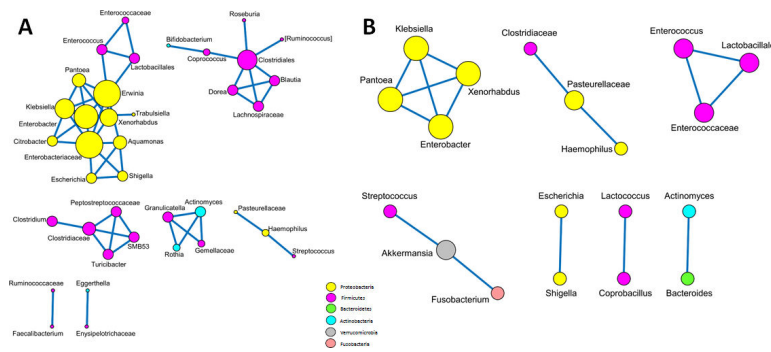 A
Enterococcaceae
Enterococcus
Lactobacillales
Pantoea
Erwinia
Klebsiella
Trabulsiella
Xenorhabdus
Enterobacter
Citrobacter
Aquamonas
Enterobacteriaceae
Escherichia
Shigella
Roseburia
Bifidobacterium
[Ruminococcus]
Coprococcus
Clostridiales
Blautia
Dorea
Lachnospiraceae
Peptostreptococcaceae
Clostridium
Clostridiaceae
SMB53
Turicibacter
Actinomyces
Granulicatella
Gemellaceae
Rothia
Pasteurellaceae
Haemophilus
Streptococcus
Ruminococcaceae
Eggerthella
Faecalibacterium
Enysipelotrichaceae
Proteobacteria
Firmicutes
Bacteroidetes
Actinobacteria
Verrucomicrobia
Fusobacteria
B
Klebsiella
Pantoea
Xenorhabdus
Enterobacter
Clostridiaceae
Pasteurellaceae
Haemophilus
Enterococcus
Lactobacillale
Enterococcaceae
Streptococcus
Akkermansia
Fusobacterium
Escherichia
Shigella
Lactococcus
Coprobacillus
Actinomyces
Bacteroides